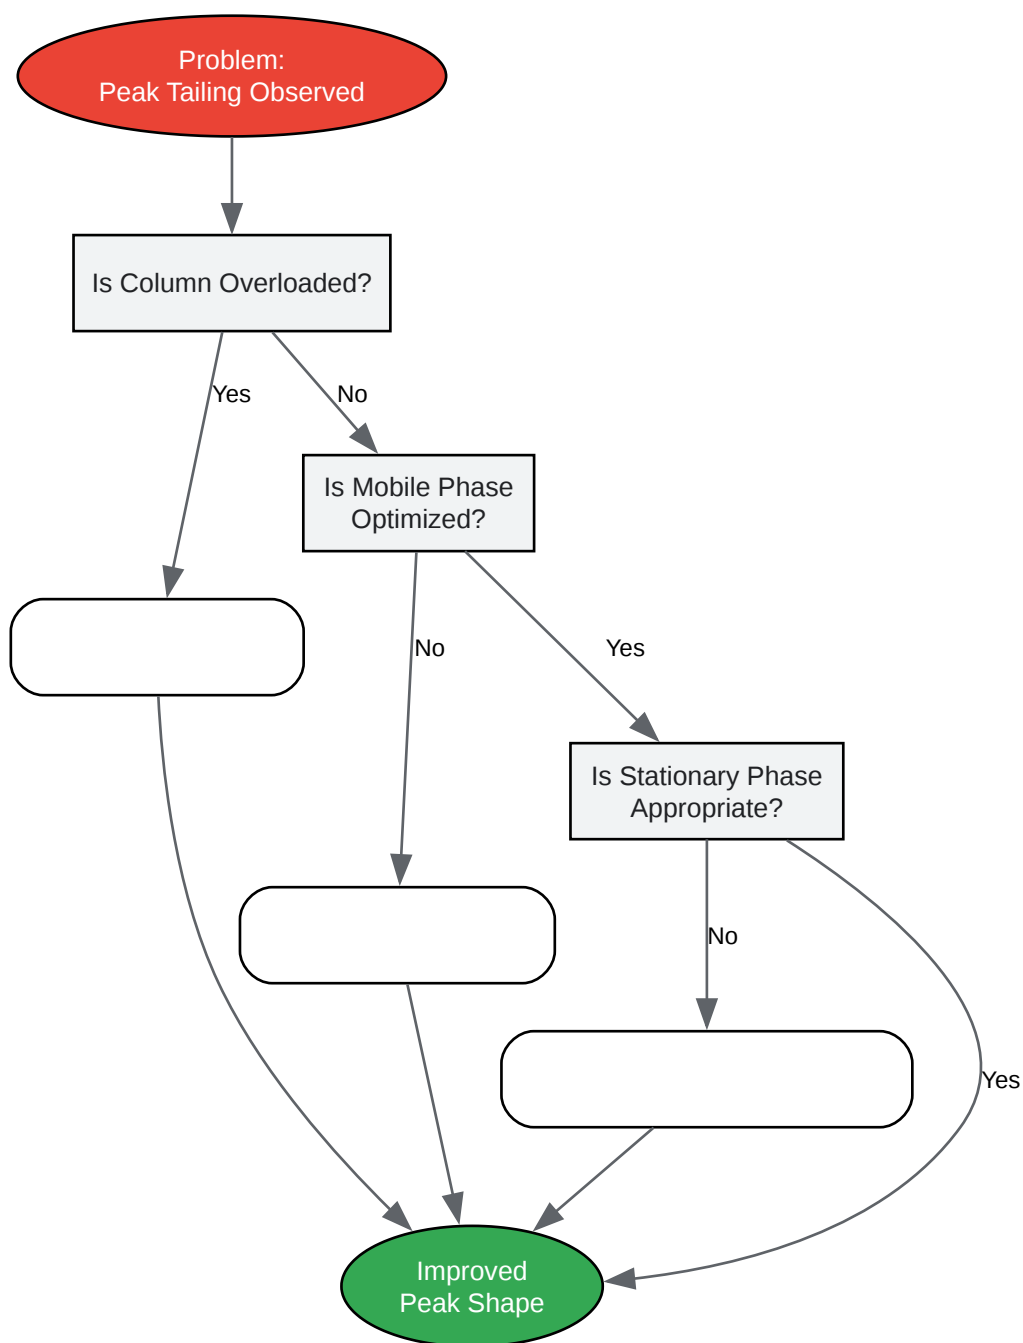 Problem:
Peak Tailing Observed
Is Column Overloaded?
Yes
No
Is Mobile Phase
Optimized?
No
Yes
Is Stationary Phase
Appropriate?
No
Yes
Improved
Peak Shape